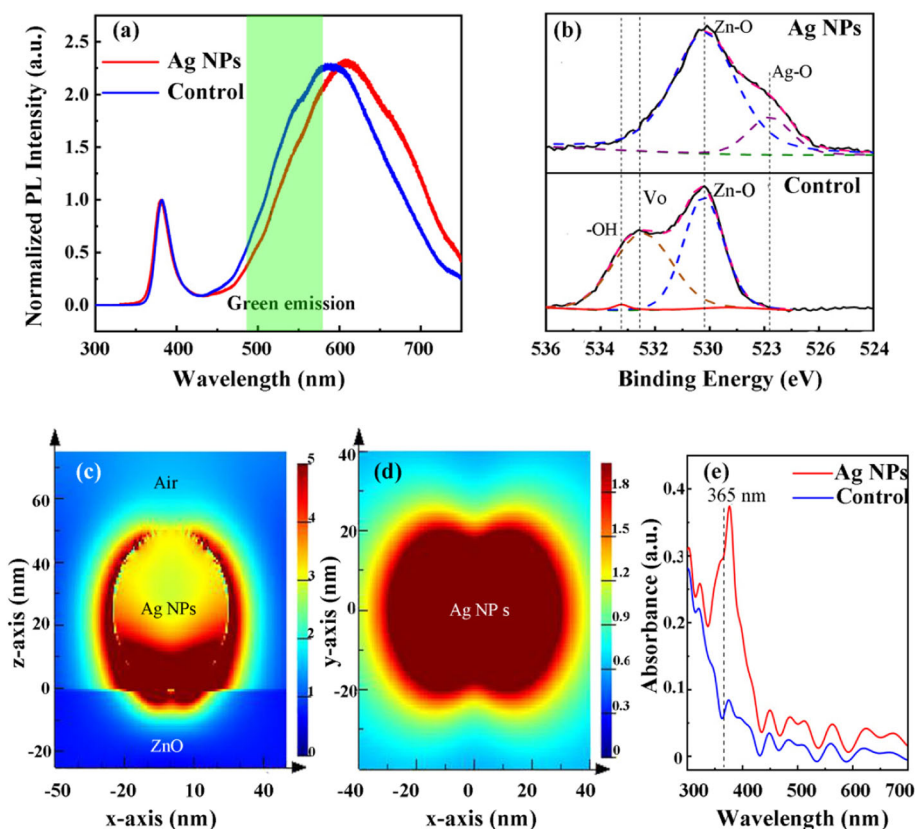 (a)
Ag NPs
Control
Green emission
Normalized PL Intensity (a.u.)
2.5
2.0
1.5
1.0
0.5
0.0
300 400 500 600 700
Wavelength (nm)
(b)
Zn-O
Ag NPs
Ag-O
Control
Vo
Zn-O
-OH
536 534 532 530 528 526 524
Binding Energy (eV)
(c)
Air
Ag NPs
ZnO
z-axis (nm)
60
40
20
0
-20
-50 -20 10 40
x-axis (nm)
5
4
3
2
1
0
(d)
Ag NP s
y-axis (nm)
40
20
0
-20
-40 -20 0 20 40
x-axis (nm)
1.8
1.5
1.2
0.9
0.6
0.3
0
(e)
Ag NPs
365 nm
Control
Absorbance (a.u.)
0.4
0.3
0.2
0.1
0
300 400 500 600 700
Wavelength (nm)